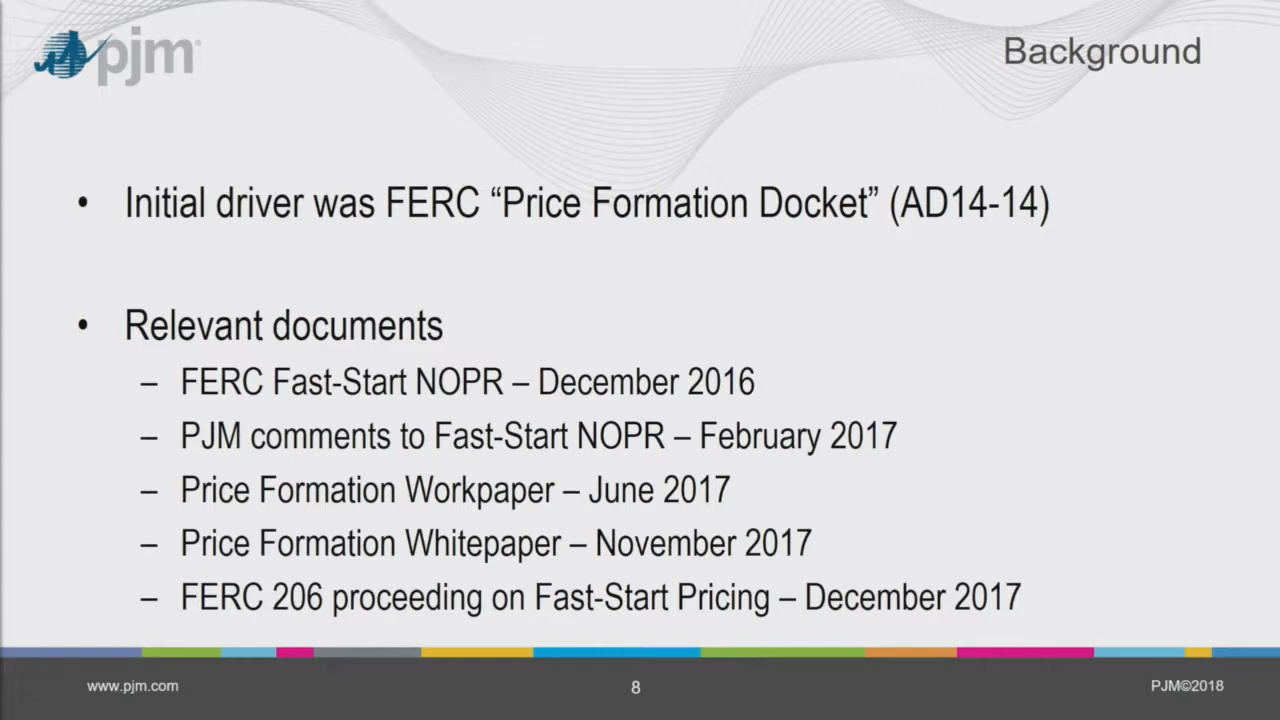 pjm
Background
• Initial driver was FERC “Price Formation Docket” (AD14-14)
• Relevant documents
– FERC Fast-Start NOPR – December 2016
– PJM comments to Fast-Start NOPR – February 2017
– Price Formation Workpaper – June 2017
– Price Formation Whitepaper – November 2017
– FERC 206 proceeding on Fast-Start Pricing – December 2017
www.pjm.com
8
PJM©2018